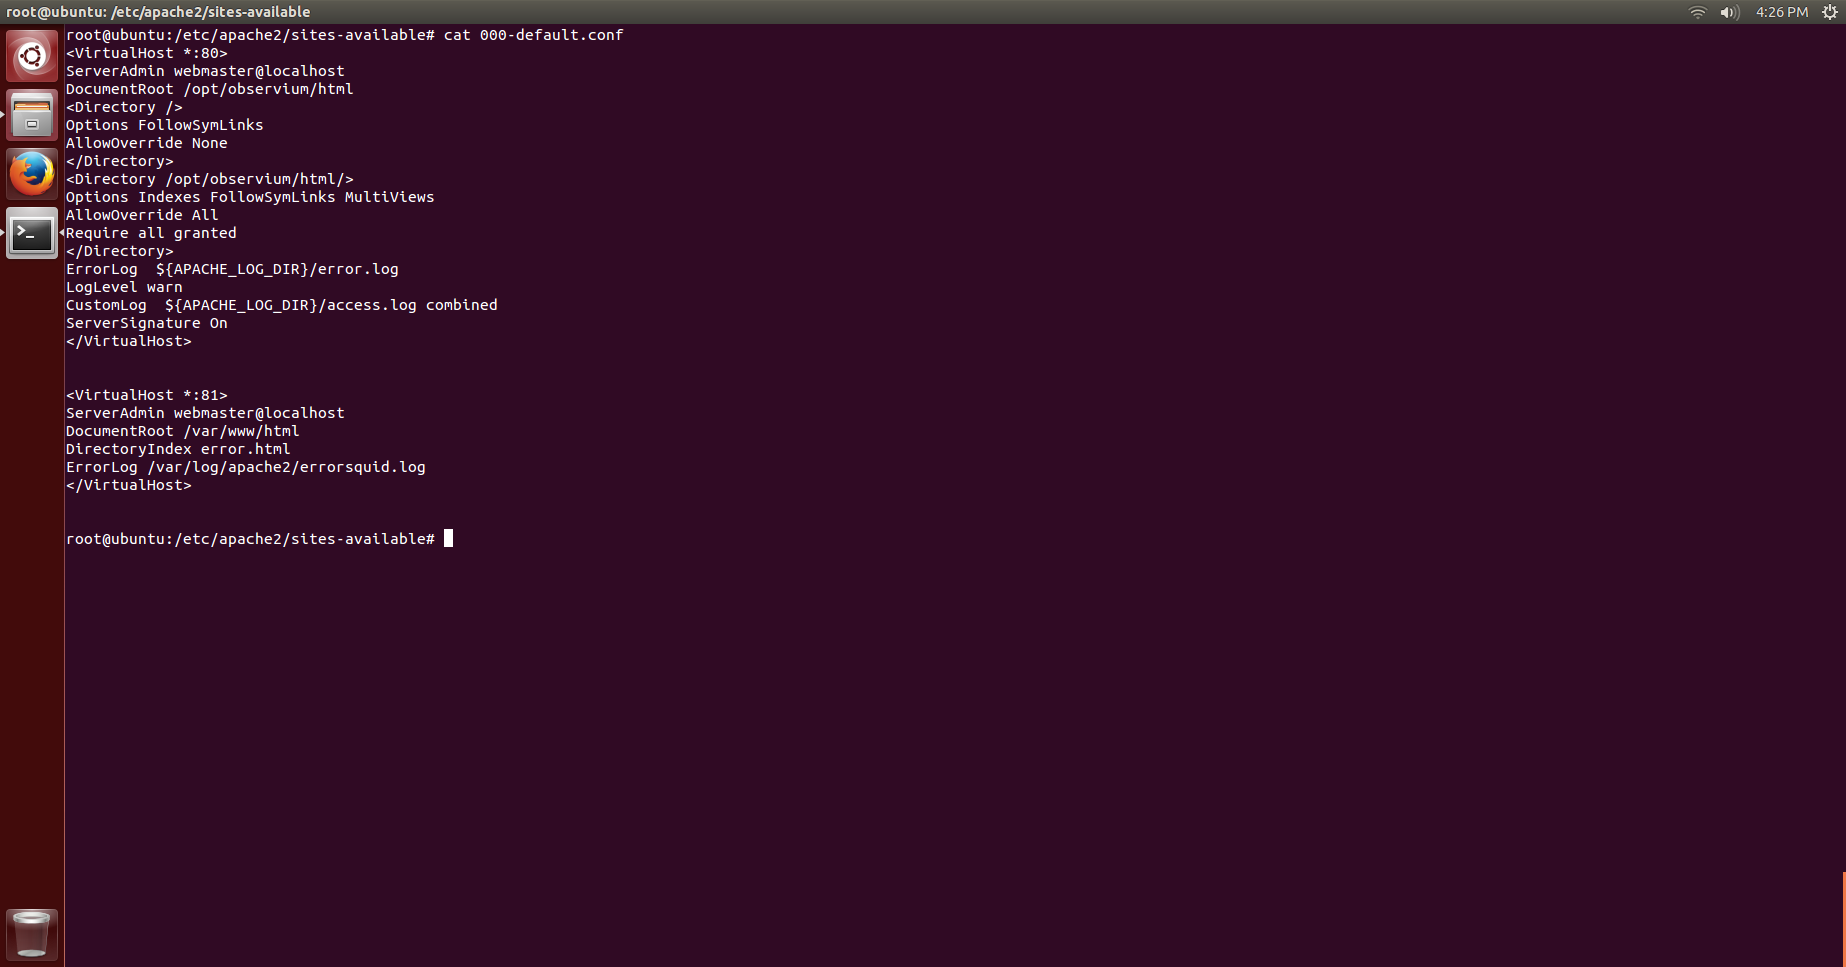 root@ubuntu: /etc/apache2/sites-available
4:26 PM
root@ubuntu:/etc/apache2/sites-available# cat 000-default.conf
<VirtualHost *:80>
ServerAdmin webmaster@localhost
DocumentRoot /opt/observium/html
<Directory />
Options FollowSymLinks
AllowOverride None
</Directory>
<Directory /opt/observium/html/>
Options Indexes FollowSymLinks MultiViews
AllowOverride All
Require all granted
</Directory>
ErrorLog  ${APACHE_LOG_DIR}/error.log
LogLevel warn
CustomLog  ${APACHE_LOG_DIR}/access.log combined
ServerSignature On
</VirtualHost>
<VirtualHost *:81>
ServerAdmin webmaster@localhost
DocumentRoot /var/www/html
DirectoryIndex error.html
ErrorLog /var/log/apache2/errorsquid.log
</VirtualHost>
root@ubuntu:/etc/apache2/sites-available#